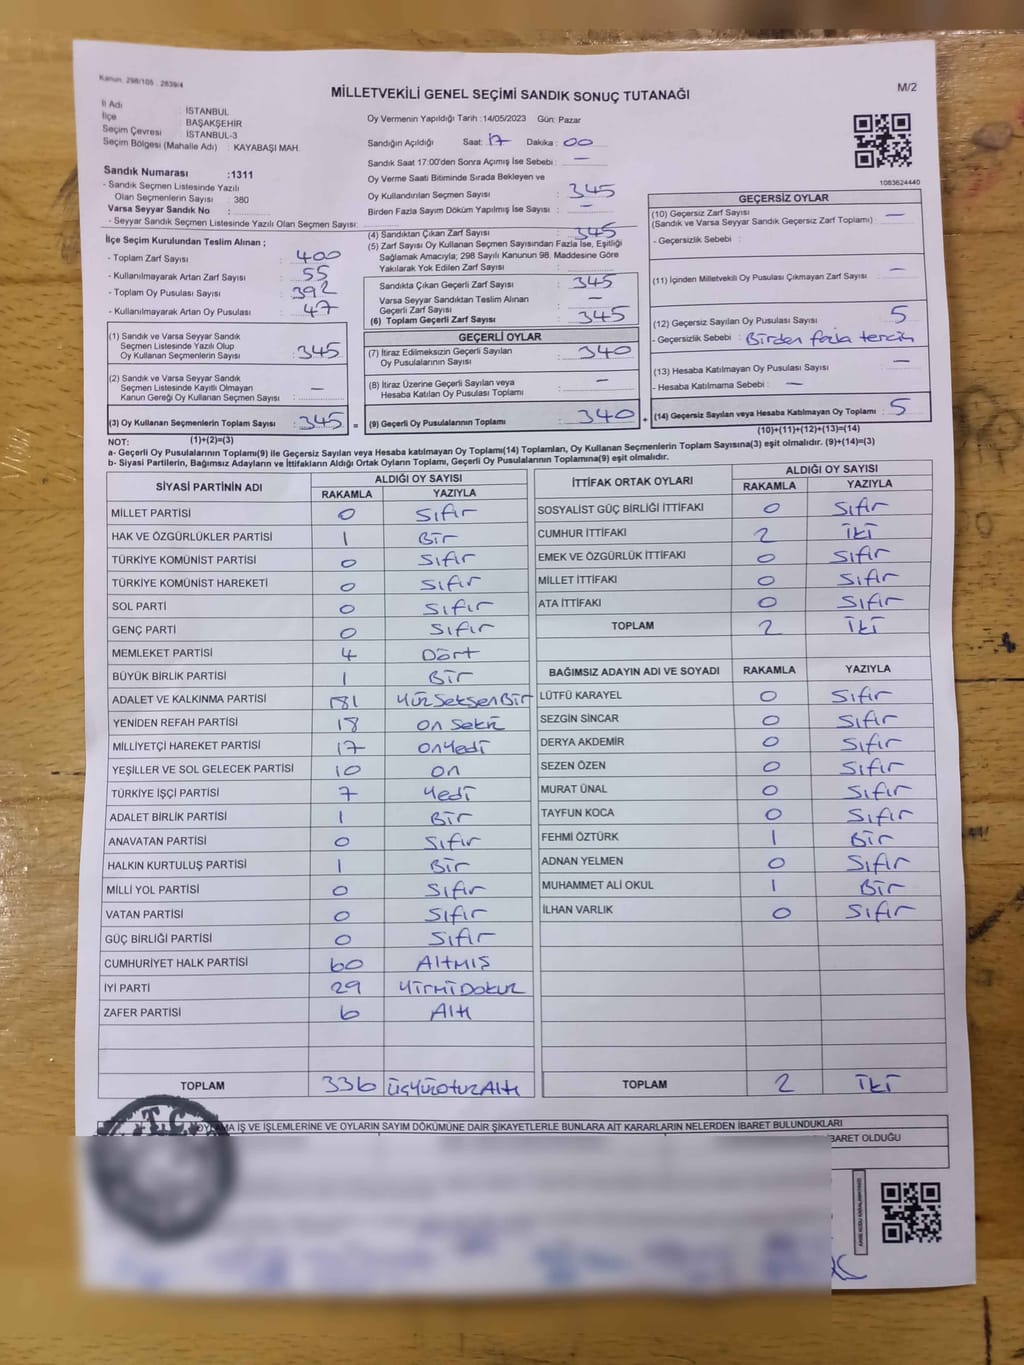 Kanun. 298/105 . 2839/4
MİLLETVEKİLİ GENEL SEÇİMİ SANDIK SONUÇ TUTANAĞI
M/2
İl Adı : İSTANBUL
İlçe BAŞAKŞEHİR
Seçim Çevresi İSTANBUL-3
Seçim Bölgesi (Mahalle Adı) : KAYABAŞI MAH.
Sandık Numarası :1311
- Sandık Seçmen Listesinde Yazılı
Olan Seçmenlerin Sayısı : 380
Varsa Seyyar Sandık No :
- Seyyar Sandık Seçmen Listesinde Yazılı Olan Seçmen Sayısı:
Oy Vermenin Yapıldığı Tarih :14/05/2023 Gün: Pazar
Sandığın Açıldığı Saat: 17 Dakika : 00
Sandık Saat 17:00'den Sonra Açımış İse Sebebi : —
Oy Verme Saati Bitiminde Sırada Bekleyen ve
Oy Kullandırılan Seçmen Sayısı : 345
Birden Fazla Sayım Döküm Yapılmış İse Sayısı : —
(4) Sandıktan Çıkan Zarf Sayısı : 345
(5) Zarf Sayısı Oy Kullanan Seçmen Sayısından Fazla İse, Eşitliği
Sağlamak Amacıyla; 298 Sayılı Kanunun 98. Maddesine Göre
Yakılarak Yok Edilen Zarf Sayısı :
Sandıkta Çıkan Geçerli Zarf Sayısı : 345
Varsa Seyyar Sandıktan Teslim Alınan
Geçerli Zarf Sayısı : —
(6) Toplam Geçerli Zarf Sayısı : 345
1083624440
İlçe Seçim Kurulundan Teslim Alınan ;
- Toplam Zarf Sayısı : 400
- Kullanılmayarak Artan Zarf Sayısı : 55
- Toplam Oy Pusulası Sayısı : 392
- Kullanılmayarak Artan Oy Pusulası : 47
(1) Sandık ve Varsa Seyyar Sandık
Seçmen Listesinde Yazılı Olup
Oy Kullanan Seçmenlerin Sayısı : 345
(2) Sandık ve Varsa Seyyar Sandık
Seçmen Listesinde Kayıtlı Olmayan
Kanun Gereği Oy Kullanan Seçmen Sayısı : —
(3) Oy Kullanan Seçmenlerin Toplam Sayısı : 345 =
(1)+(2)=(3)
GEÇERLİ OYLAR
(7) İtiraz Edilmeksizin Geçerli Sayılan
Oy Pusulalarının Sayısı : 340
(8) İtiraz Üzerine Geçerli Sayılan veya
Hesaba Katılan Oy Pusulası Toplamı : —
(9) Geçerli Oy Pusulalarının Toplamı : 340 +
GEÇERSİZ OYLAR
(10) Geçersiz Zarf Sayısı
(Sandık ve Varsa Seyyar Sandık Geçersiz Zarf Toplamı) : —
- Geçersizlik Sebebi :
(11) İçinden Milletvekili Oy Pusulası Çıkmayan Zarf Sayısı : —
(12) Geçersiz Sayılan Oy Pusulası Sayısı : 5
- Geçersizlik Sebebi : Birden fazla tercih
(13) Hesaba Katılmayan Oy Pusulası Sayısı : —
- Hesaba Katılmama Sebebi : —
(14) Geçersiz Sayılan veya Hesaba Katılmayan Oy Toplamı : 5
(10)+(11)+(12)+(13)=(14)
NOT:
a- Geçerli Oy Pusulalarının Toplamı(9) ile Geçersiz Sayılan veya Hesaba katılmayan Oy Toplamı(14) Toplamları, Oy Kullanan Seçmenlerin Toplam Sayısına(3) eşit olmalıdır. (9)+(14)=(3)
b- Siyasi Partilerin, Bağımsız Adayların ve İttifakların Aldığı Ortak Oyların Toplamı, Geçerli Oy Pusulalarının Toplamına(9) eşit olmalıdır.
SİYASİ PARTİNİN ADI ALDIĞI OY SAYISI
RAKAMLA YAZIYLA
MİLLET PARTİSİ 0 Sıfır
HAK VE ÖZGÜRLÜKLER PARTİSİ 1 Bir
TÜRKİYE KOMÜNİST PARTİSİ 0 Sıfır
TÜRKİYE KOMÜNİST HAREKETİ 0 Sıfır
SOL PARTİ 0 Sıfır
GENÇ PARTİ 0 Sıfır
MEMLEKET PARTİSİ 4 Dört
BÜYÜK BİRLİK PARTİSİ 1 Bir
ADALET VE KALKINMA PARTİSİ 181 YüzSeksenBir
YENİDEN REFAH PARTİSİ 18 on Sekiz
MİLLİYETÇİ HAREKET PARTİSİ 17 onYedi
YEŞİLLER VE SOL GELECEK PARTİSİ 10 on
TÜRKİYE İŞÇİ PARTİSİ 7 Yedi
ADALET BİRLİK PARTİSİ 1 Bir
ANAVATAN PARTİSİ 0 Sıfır
HALKIN KURTULUŞ PARTİSİ 1 Bir
MİLLİ YOL PARTİSİ 0 Sıfır
VATAN PARTİSİ 0 Sıfır
GÜÇ BİRLİĞİ PARTİSİ 0 Sıfır
CUMHURİYET HALK PARTİSİ 60 Altmış
İYİ PARTİ 29 YirmiDokuz
ZAFER PARTİSİ 6 Altı
TOPLAM 336 üçYüzotuzAltı
İTTİFAK ORTAK OYLARI ALDIĞI OY SAYISI
RAKAMLA YAZIYLA
SOSYALİST GÜÇ BİRLİĞİ İTTİFAKI 0 Sıfır
CUMHUR İTTİFAKI 2 iki
EMEK VE ÖZGÜRLÜK İTTİFAKI 0 Sıfır
MİLLET İTTİFAKI 0 Sıfır
ATA İTTİFAKI 0 Sıfır
TOPLAM 2 iki
BAĞIMSIZ ADAYIN ADI VE SOYADI RAKAMLA YAZIYLA
LÜTFÜ KARAYEL 0 Sıfır
SEZGİN SİNCAR 0 Sıfır
DERYA AKDEMİR 0 Sıfır
SEZEN ÖZEN 0 Sıfır
MURAT ÜNAL 0 Sıfır
TAYFUN KOCA 0 Sıfır
FEHMİ ÖZTÜRK 1 Bir
ADNAN YELMEN 0 Sıfır
MUHAMMET ALİ OKUL 1 Bir
İLHAN VARLIK 0 Sıfır
TOPLAM 2 iki
T.C.
OYLAMA İŞ VE İŞLEMLERİNE VE OYLARIN SAYIM DÖKÜMÜNE DAİR ŞİKAYETLERLE BUNLARA AİT KARARLARIN NELERDEN İBARET BULUNDUKLARI
İBARET OLDUĞU